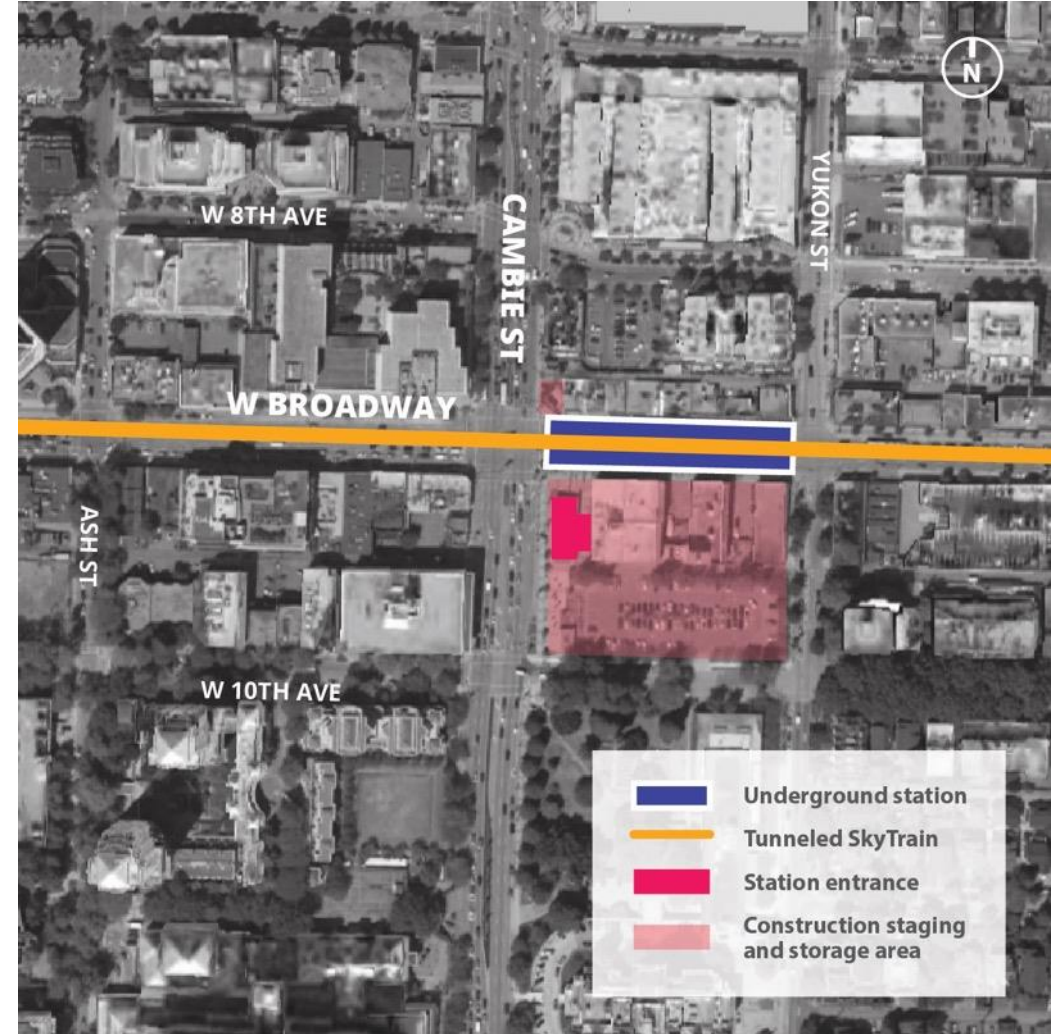 N
YUKON ST
CAMBIE ST
W 8TH AVE
W BROADWAY
ASH ST
W 10TH AVE
Underground station
Tunneled SkyTrain
Station entrance
Construction staging
and storage area